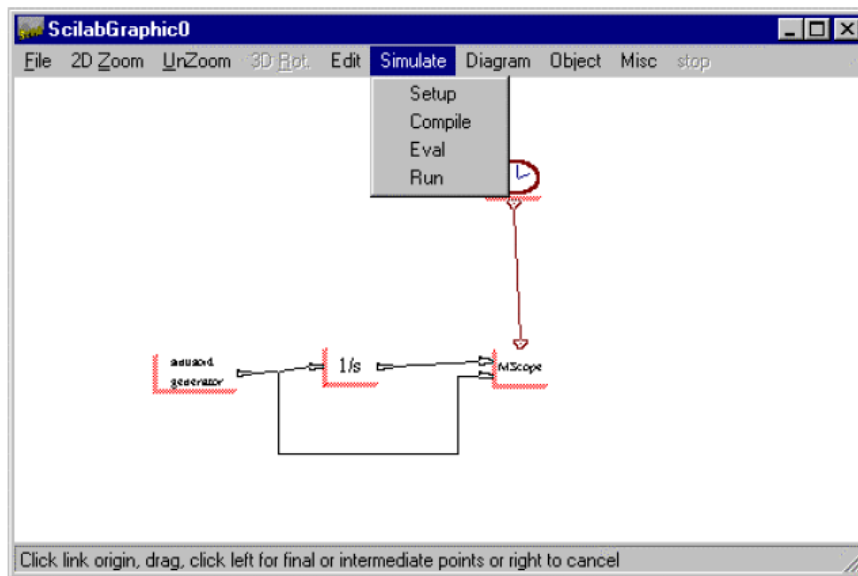 ScilabGraphic0
File 2D Zoom UnZoom 3D Rot. Edit Simulate Diagram Object Misc stop
Setup
Compile
Eval
Run
generator
1/s
MScope
Click link origin, drag, click left for final or intermediate points or right to cancel